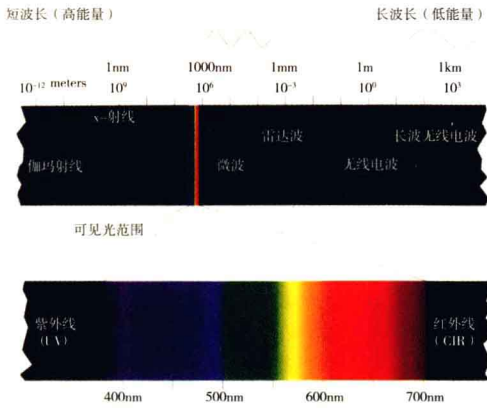 短波长（高能量）	长波长（低能量）
1nm	1000nm	1mm	1m	1km
10⁻¹² meters	10⁹	10⁶	10⁻³	10⁰	10³
x-射线
雷达波	长波无线电波
伽玛射线	微波	无线电波
可见光范围
紫外线	红外线
(UV)	(CIR)
400nm	500nm	600nm	700nm